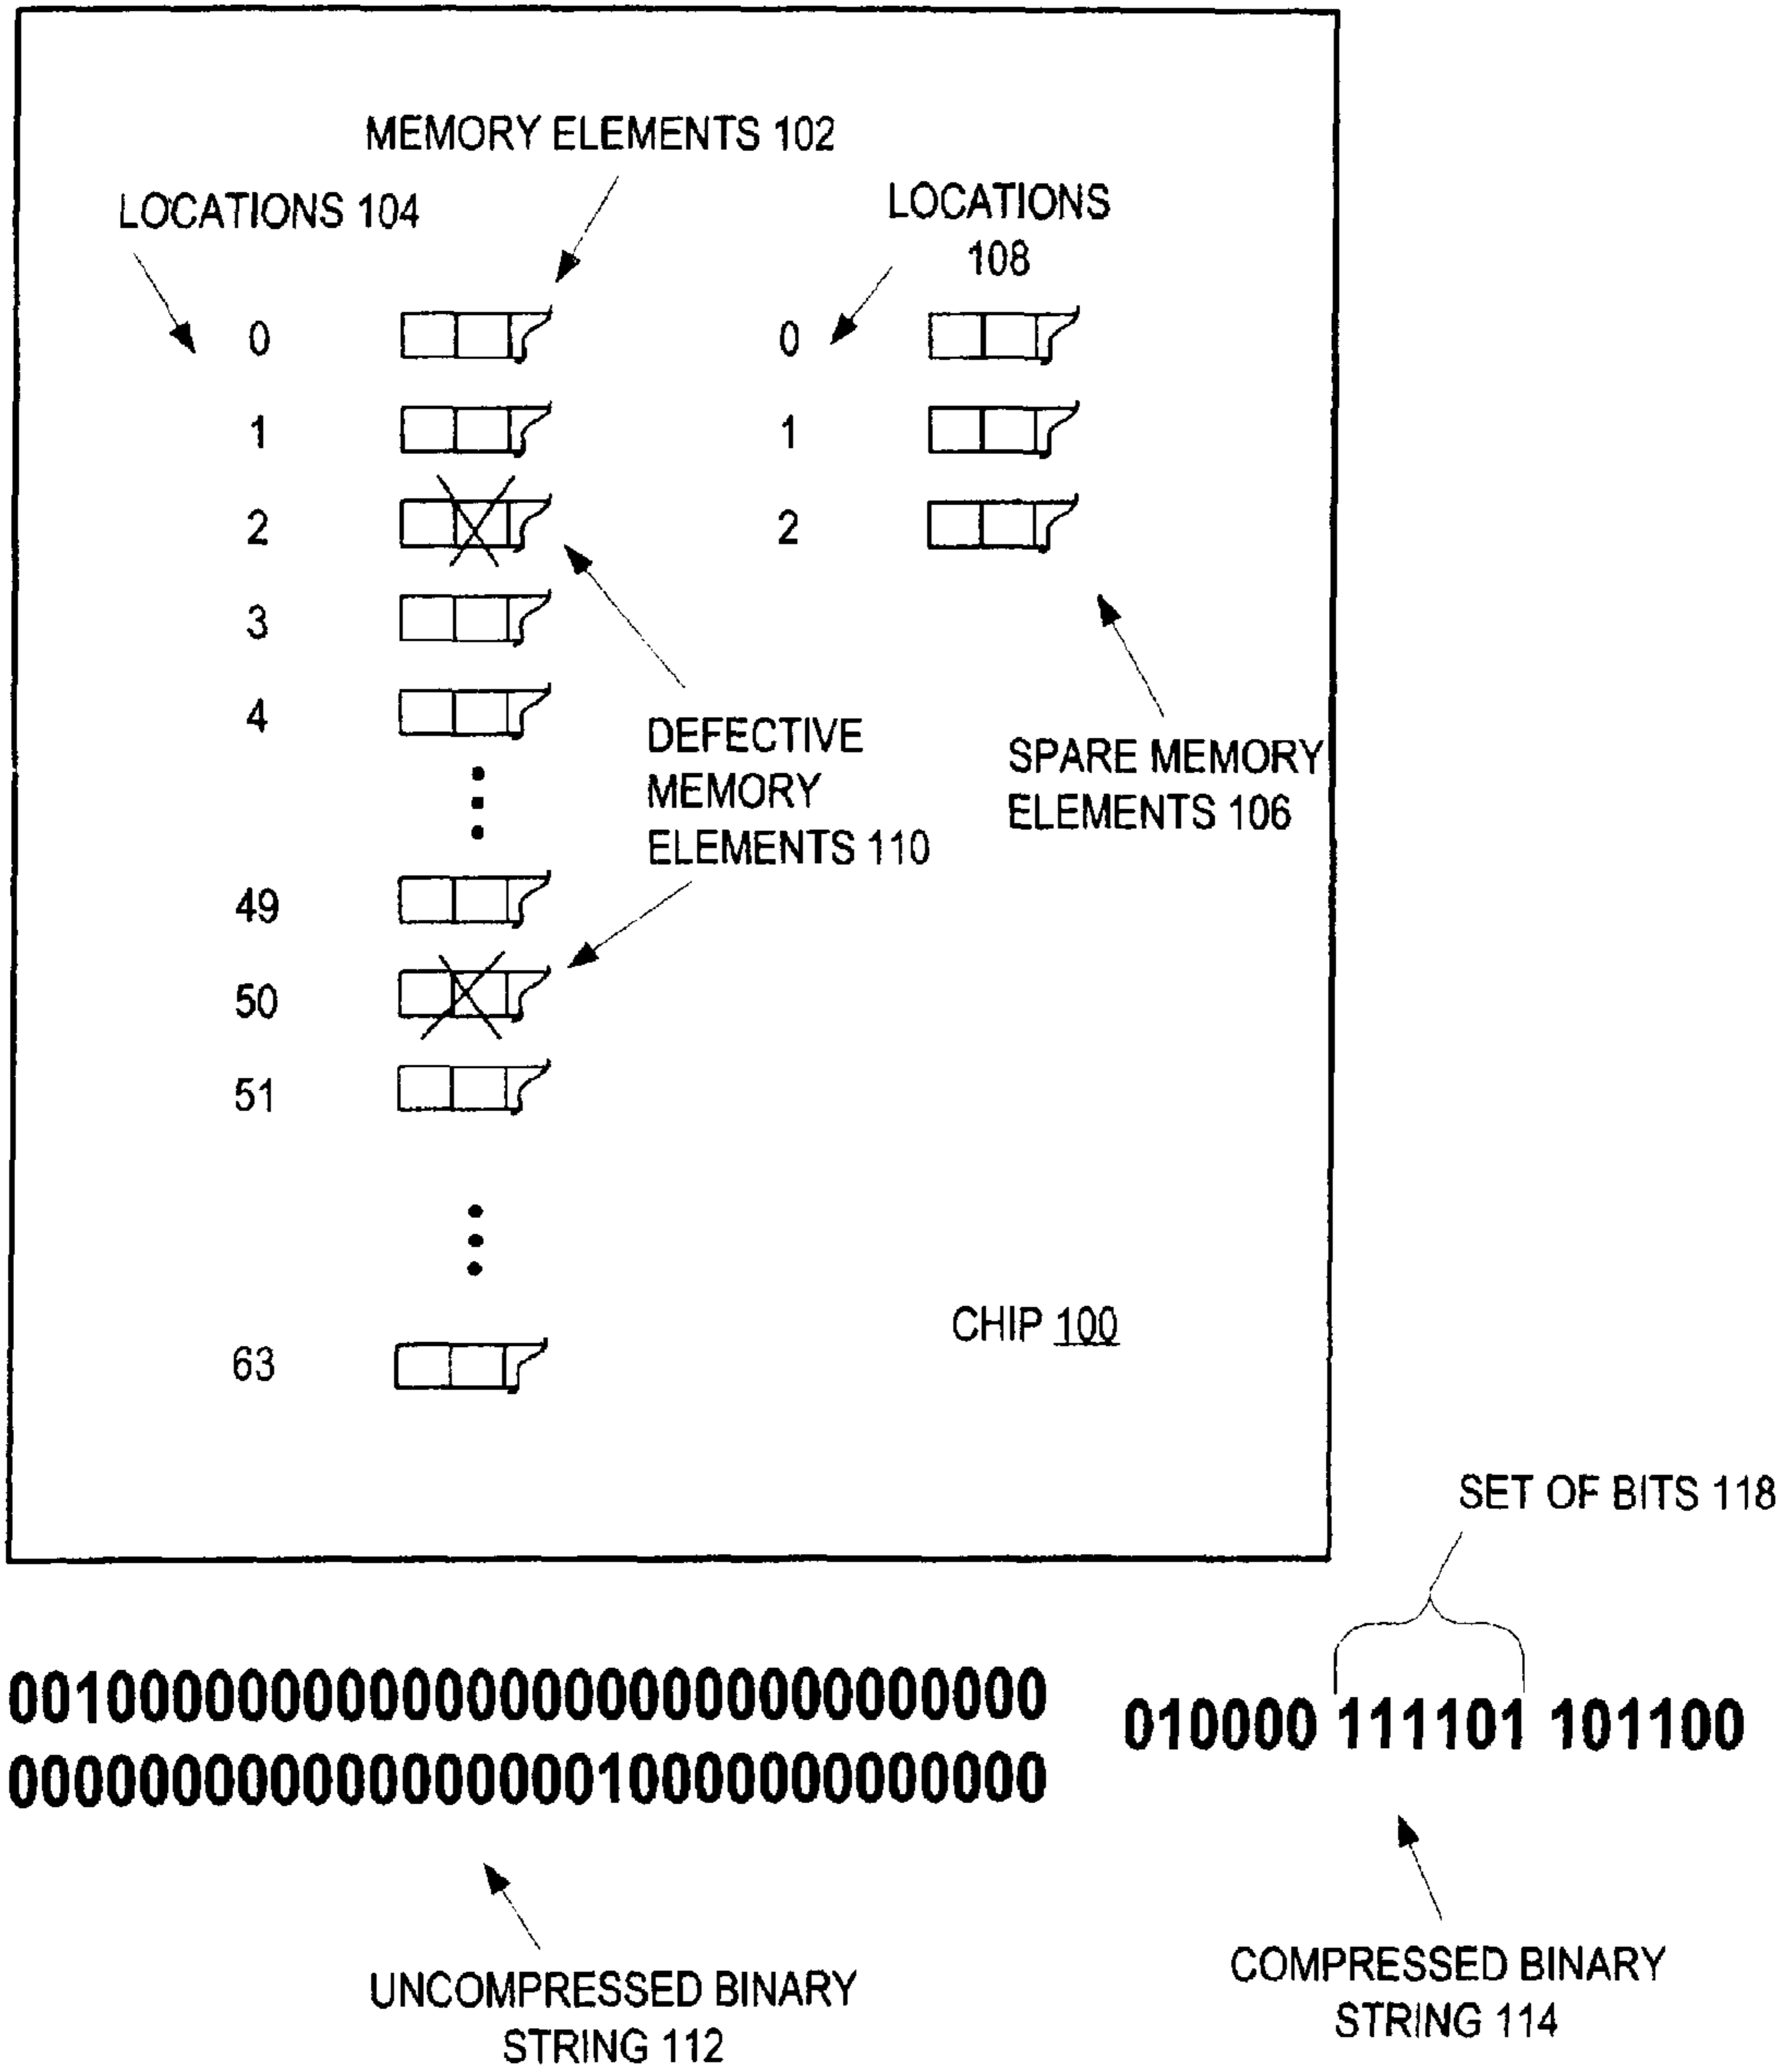 MEMORY ELEMENTS 102
LOCATIONS 104
LOCATIONS
108
0
0
1
1
2
2
3
4
DEFECTIVE
MEMORY
ELEMENTS 110
SPARE MEMORY
ELEMENTS 106
49
50
51
63
CHIP 100
SET OF BITS 118
00100000000000000000000000000000
00000000000000000010000000000000
010000 111101 101100
UNCOMPRESSED BINARY
STRING 112
COMPRESSED BINARY
STRING 114